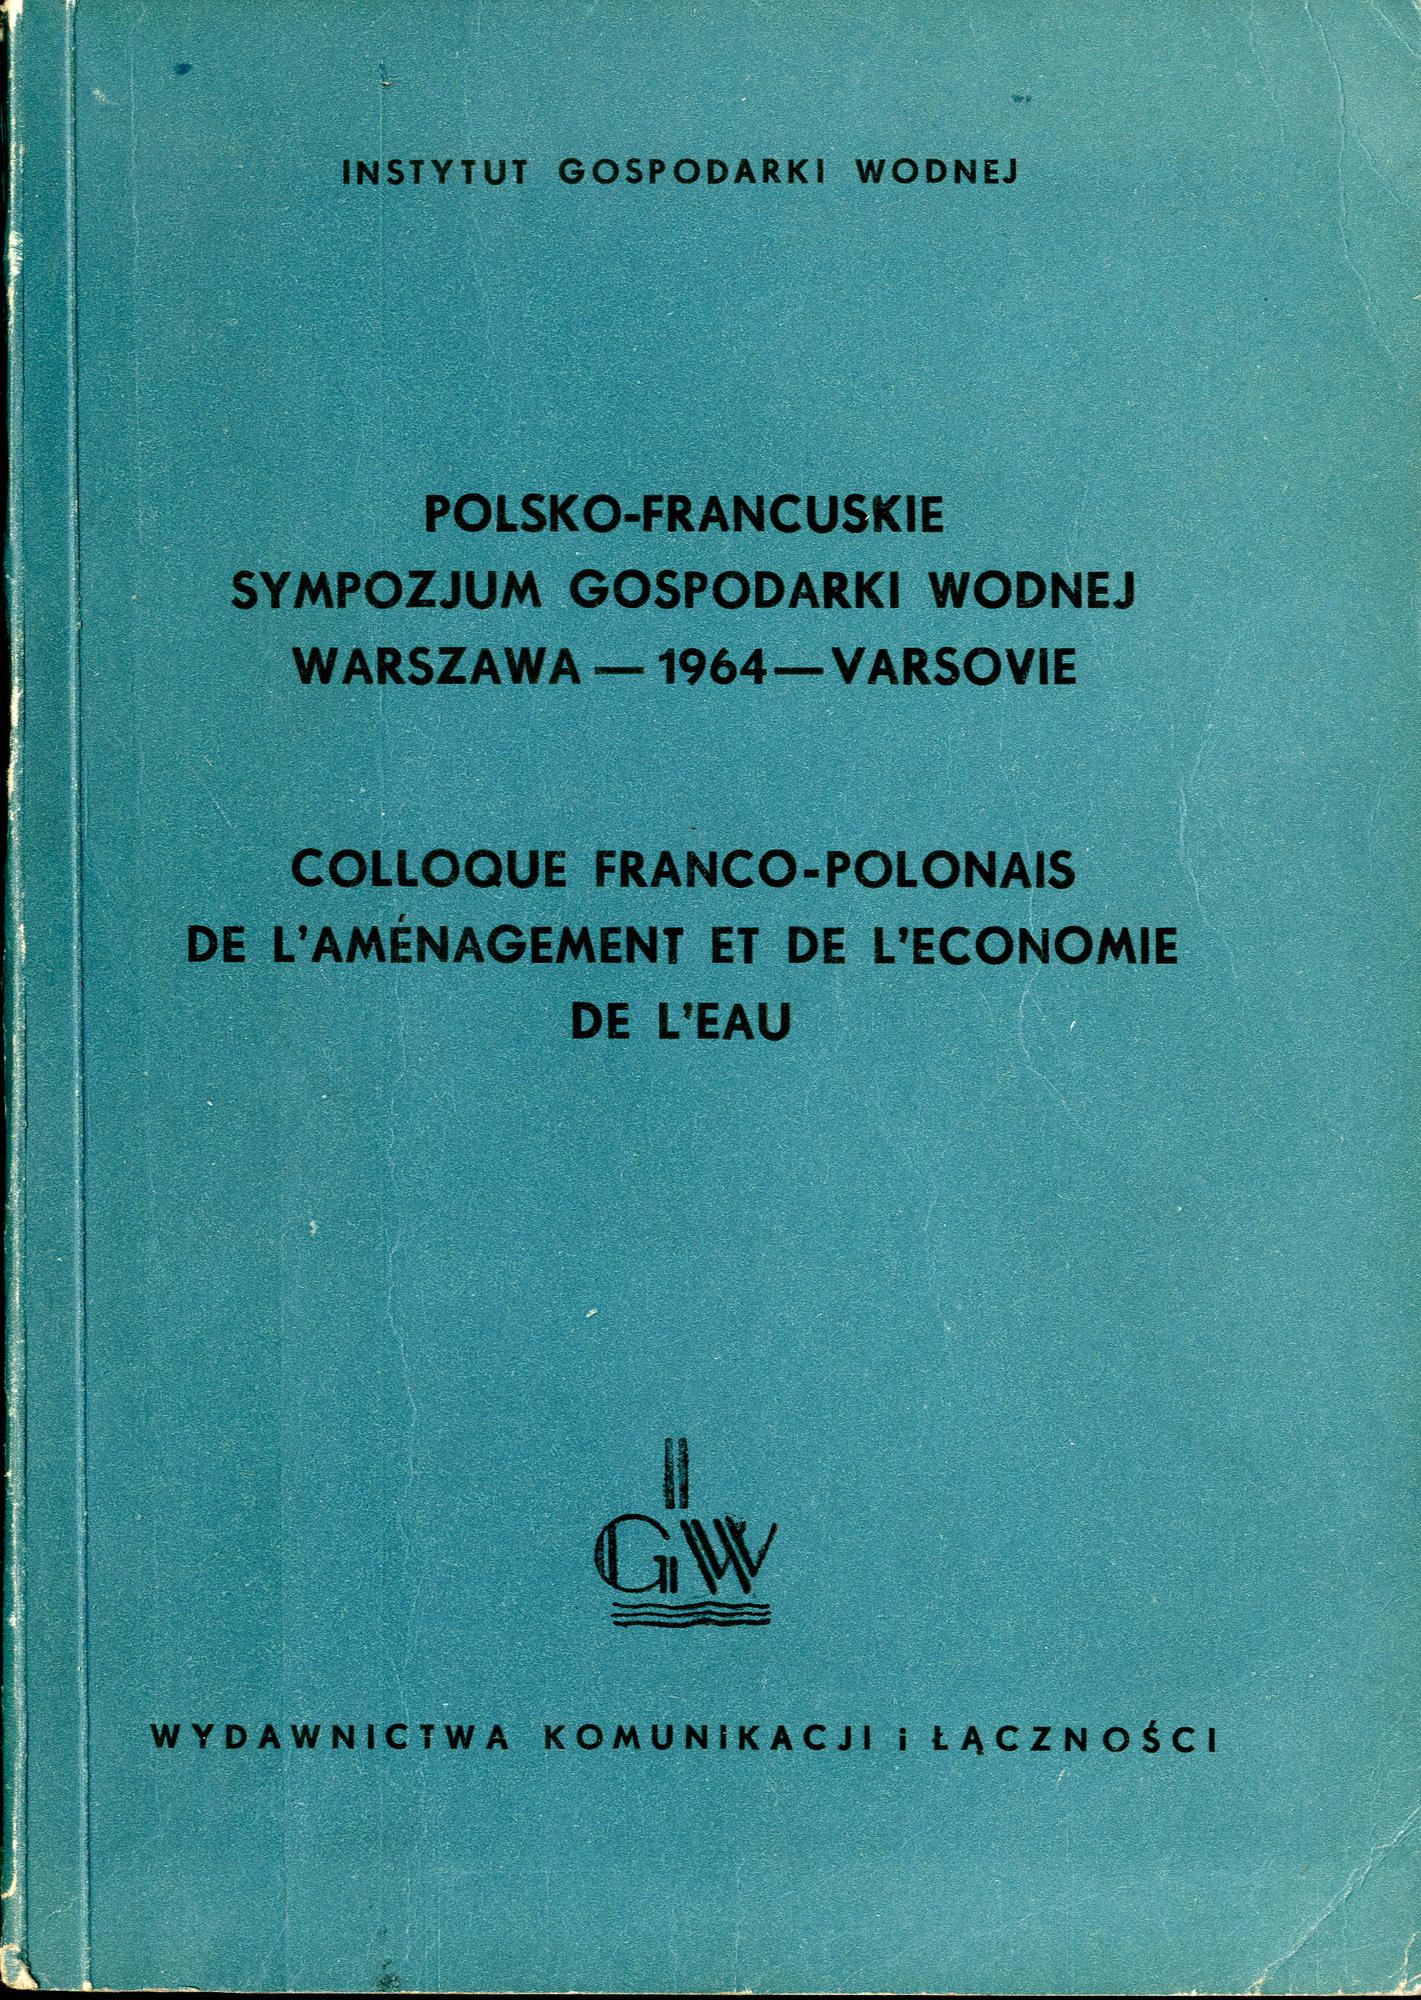 INSTYTUT GOSPODARKI WODNEJ
POLSKO-FRANCUSKIE
SYMPOZJUM GOSPODARKI WODNEJ
WARSZAWA — 1964 — VARSOVIE
COLLOQUE FRANCO-POLONAIS
DE L'AMÉNAGEMENT ET DE L'ECONOMIE
DE L'EAU
I
GW
WYDAWNICTWA KOMUNIKACJI i ŁĄCZNOŚCI